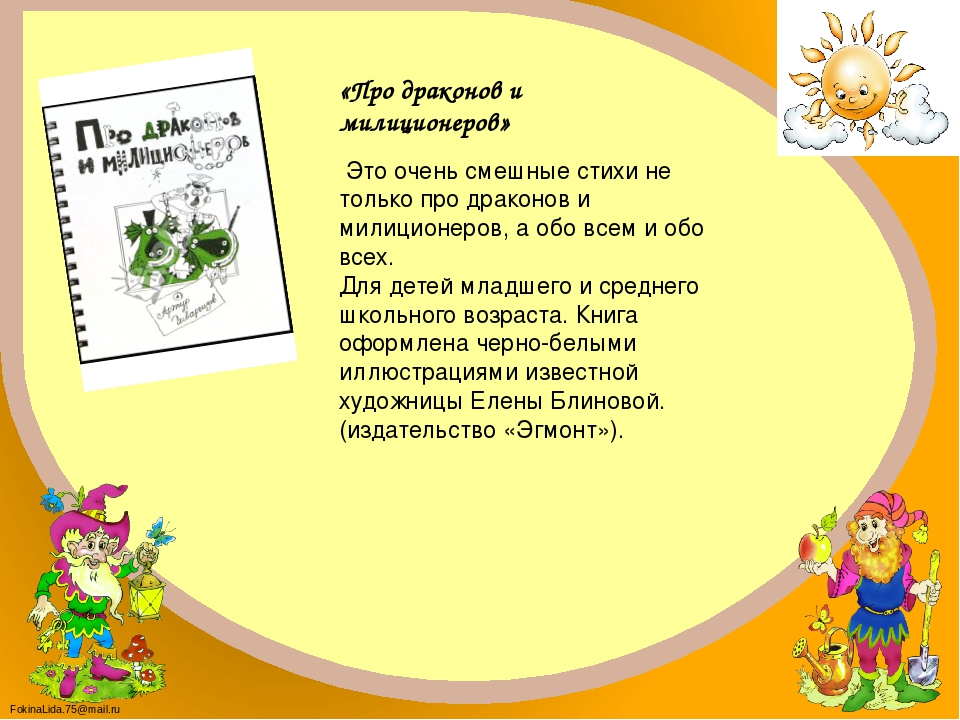 Про драконов
и милиционеров
Артур
Гиваргизов
«Про драконов и
милиционеров»
Это очень смешные стихи не
только про драконов и
милиционеров, а обо всем и обо
всех.
Для детей младшего и среднего
школьного возраста. Книга
оформлена черно-белыми
иллюстрациями известной
художницы Елены Блиновой.
(издательство «Эгмонт»).
FokinaLida.75@mail.ru